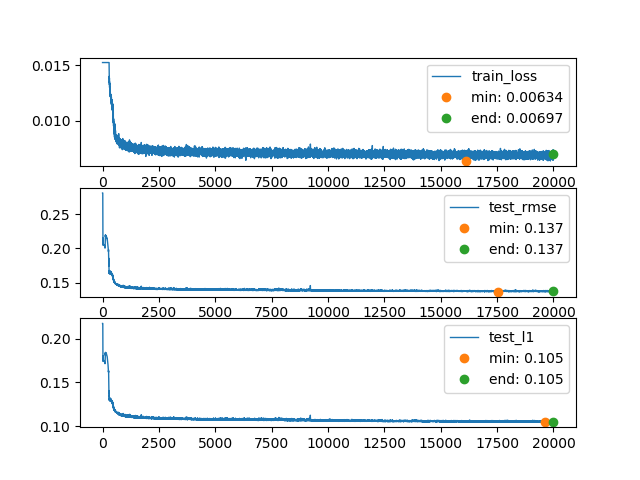 0.015
0.010
train_loss
min: 0.00634
end: 0.00697
0 2500 5000 7500 10000 12500 15000 17500 20000
0.25
0.20
0.15
test_rmse
min: 0.137
end: 0.137
0 2500 5000 7500 10000 12500 15000 17500 20000
0.20
0.15
0.10
test_l1
min: 0.105
end: 0.105
0 2500 5000 7500 10000 12500 15000 17500 20000